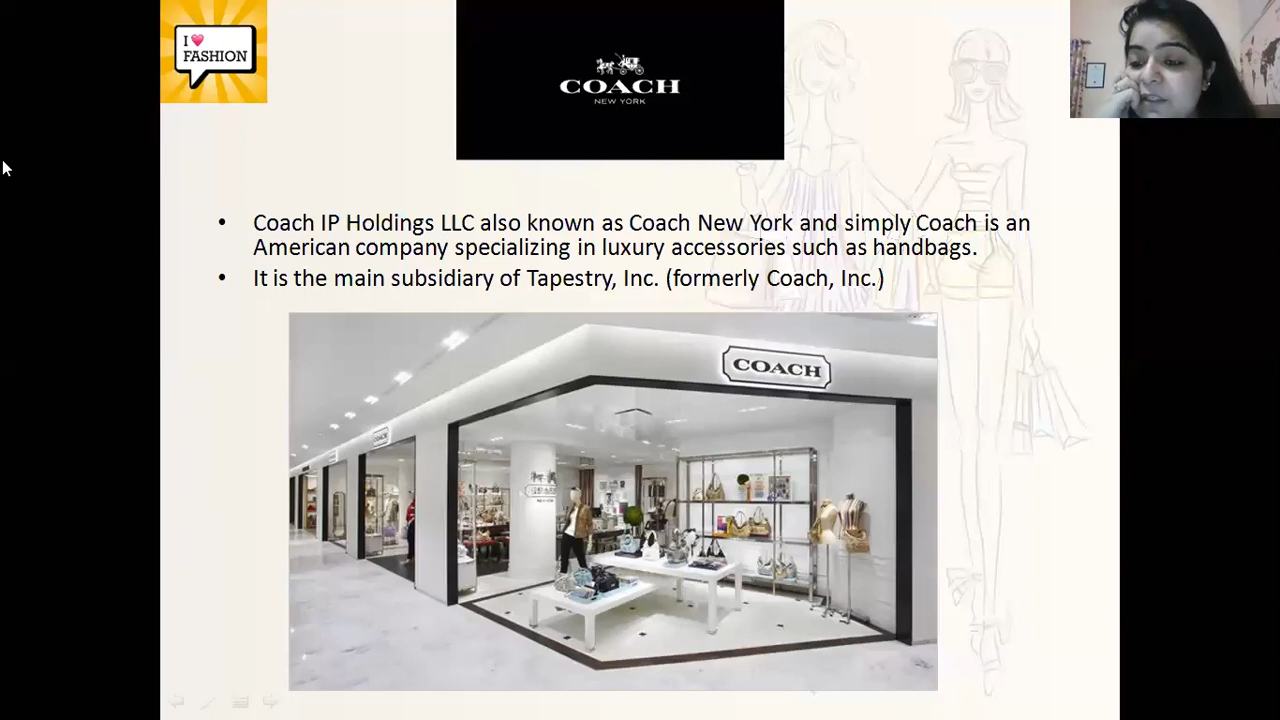 I
FASHION
COACH
NEW YORK
• Coach IP Holdings LLC also known as Coach New York and simply Coach is an
American company specializing in luxury accessories such as handbags.
• It is the main subsidiary of Tapestry, Inc. (formerly Coach, Inc.)
COACH
COACH